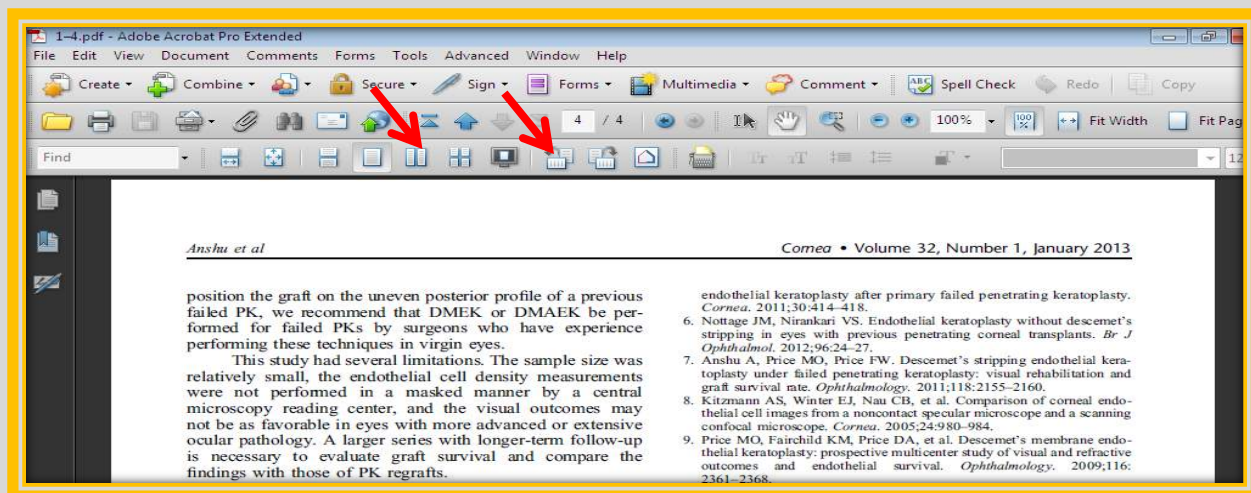 1–4.pdf - Adobe Acrobat Pro Extended
File Edit View Document Comments Forms Tools Advanced Window Help
Create Combine Secure Sign Forms Multimedia Comment ABC Spell Check Redo Copy
4 / 4 100% Fit Width Fit Pag
Find 12
Anshu et al
Cornea • Volume 32, Number 1, January 2013
position the graft on the uneven posterior profile of a previous
failed PK, we recommend that DMEK or DMAEK be per-
formed for failed PKs by surgeons who have experience
performing these techniques in virgin eyes.
This study had several limitations. The sample size was
relatively small, the endothelial cell density measurements
were not performed in a masked manner by a central
microscopy reading center, and the visual outcomes may
not be as favorable in eyes with more advanced or extensive
ocular pathology. A larger series with longer-term follow-up
is necessary to evaluate graft survival and compare the
findings with those of PK regrafts.
endothelial keratoplasty after primary failed penetrating keratoplasty.
Cornea. 2011;30:414–418.
6. Nottage JM, Nirankari VS. Endothelial keratoplasty without descemet's
stripping in eyes with previous penetrating corneal transplants. Br J
Ophthalmol. 2012;96:24–27.
7. Anshu A, Price MO, Price FW. Descemet's stripping endothelial kera-
toplasty under failed penetrating keratoplasty: visual rehabilitation and
graft survival rate. Ophthalmology. 2011;118:2155–2160.
8. Kitzmann AS, Winter EJ, Nau CB, et al. Comparison of corneal endo-
thelial cell images from a noncontact specular microscope and a scanning
confocal microscope. Cornea. 2005;24:980–984.
9. Price MO, Fairchild KM, Price DA, et al. Descemet's membrane endo-
thelial keratoplasty: prospective multicenter study of visual and refractive
outcomes and endothelial survival. Ophthalmology. 2009;116:
2361–2368.